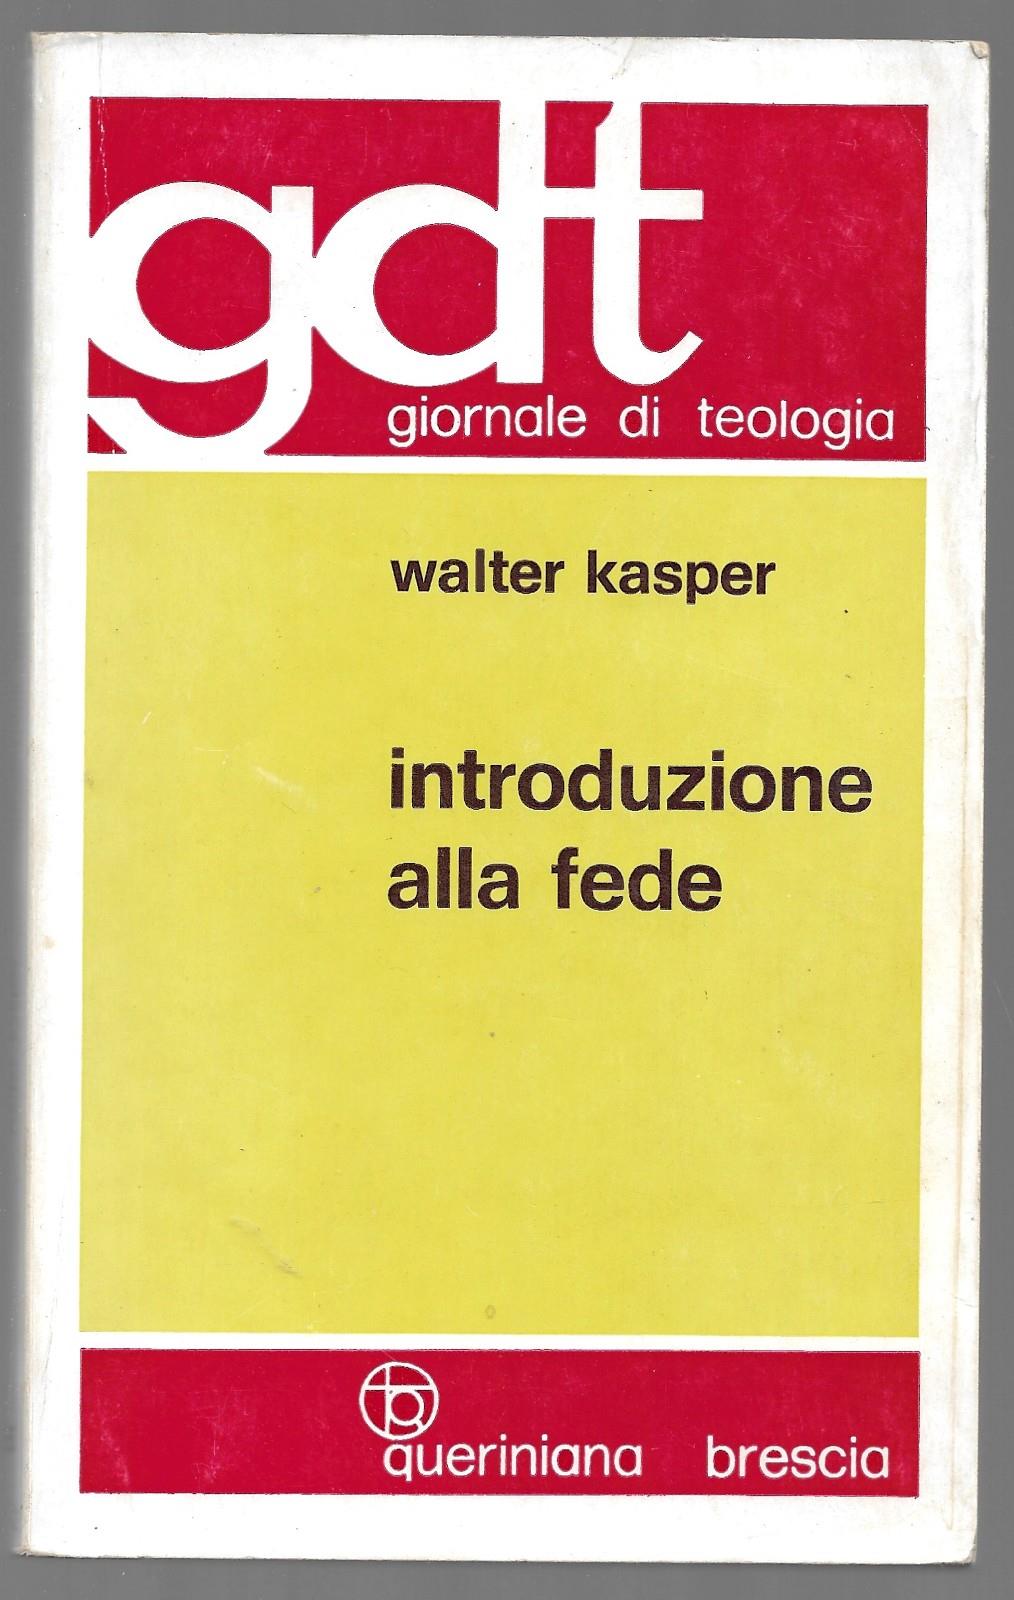 gdt
giornale di teologia
walter kasper
introduzione
alla fede
queriniana brescia